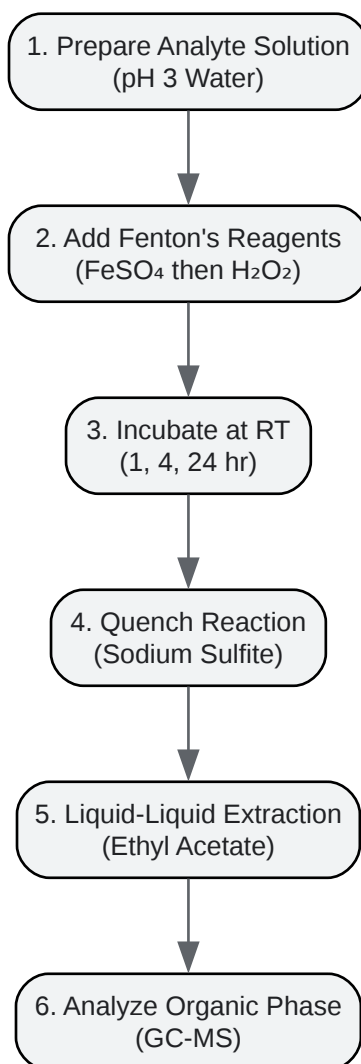 1. Prepare Analyte Solution
(pH 3 Water)
2. Add Fenton's Reagents
(FeSO₄ then H₂O₂)
3. Incubate at RT
(1, 4, 24 hr)
4. Quench Reaction
(Sodium Sulfite)
5. Liquid-Liquid Extraction
(Ethyl Acetate)
6. Analyze Organic Phase
(GC-MS)